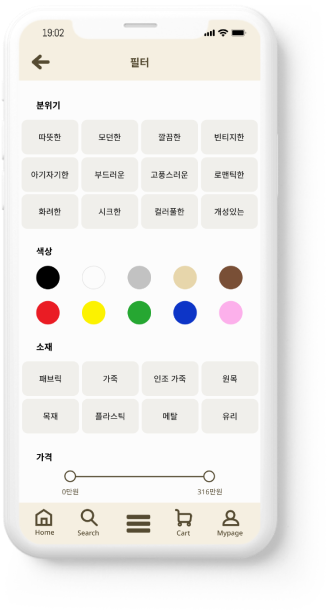 19:02
필터
분위기
따뜻한 모던한 깔끔한 빈티지한
아기자기한 부드러운 고풍스러운 로맨틱한
화려한 시크한 컬러풀한 개성있는
색상
소재
패브릭 가죽 인조 가죽 원목
목재 플라스틱 메탈 유리
가격
0만원 316만원
Home Search Cart Mypage